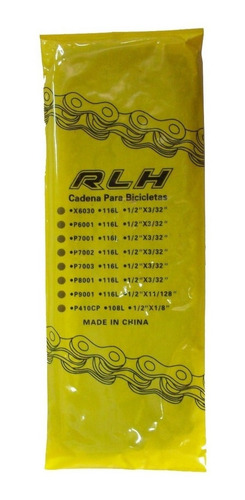 RLH
Cadena Para Bicicletas
*X6030 *116L *1/2"X3/32"
*P6001 *116L *1/2"X3/32"
*P7001 *116L *1/2"X3/32"
*P7002 *116L *1/2"X3/32"
*P7003 *116L *1/2"X3/32"
*P8001 *116L *1/2"X3/32"
*P9001 *116L *1/2"X11/128"
*P410CP *108L *1/2"X1/8"
MADE IN CHINA